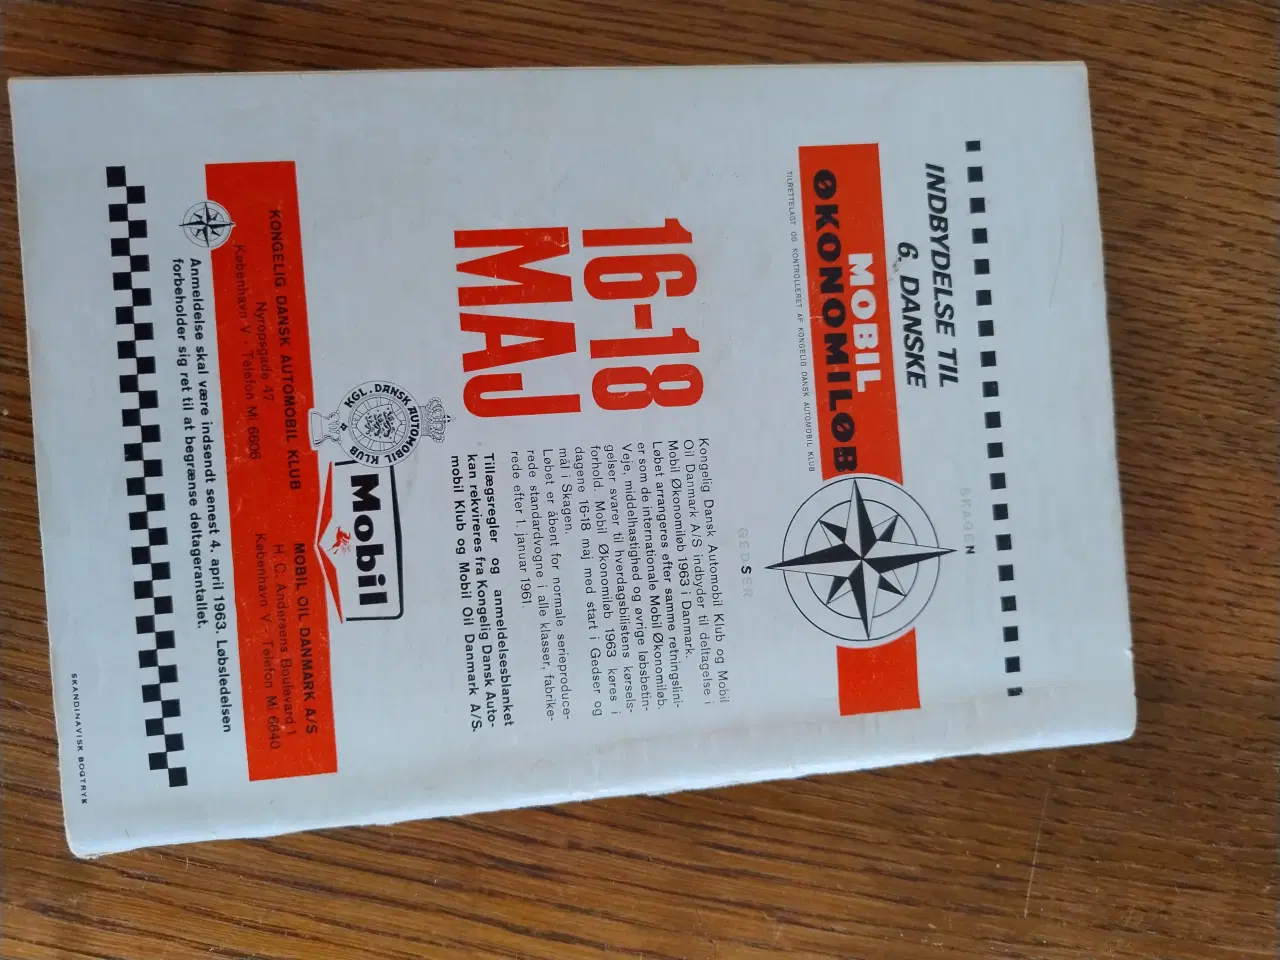 INDBYDELSE TIL
6. DANSKE
MOBIL
ØKONOMILØB
TILRETTELAGT OG KONTROLLERET AF KONGELIG DANSK AUTOMOBIL KLUB
SKAGEN
GEDSER
16-18
MAJ
Kongelig Dansk Automobil Klub og Mobil
Oil Danmark A/S indbyder til deltagelse i
Mobil Økonomiløb 1963 i Danmark.
Løbet arrangeres efter samme retningslini-
er som de internationale Mobil Økonomiløb.
Veje, middelhastighed og øvrige løbsbetin-
gelser svarer til hverdagsbilistens kørsels-
forhold. Mobil Økonomiløb 1963 køres i
dagene 16-18. maj med start i Gedser og
mål i Skagen.
Løbet er åbent for normale serieproduce-
rede standardvogne i alle klasser, fabrike-
rede efter 1. januar 1961.
Tillægsregler og anmeldelsesblanket
kan rekvireres fra Kongelig Dansk Auto-
mobil Klub og Mobil Oil Danmark A/S.
KGL. DANSK AUTOMOBIL KLUB
Mobil
KONGELIG DANSK AUTOMOBIL KLUB
Nyropsgade 47
København V · Telefon Mi 6606
MOBIL OIL DANMARK A/S
H. C. Andersens Boulevard 1
København V · Telefon Mi 6640
Anmeldelse skal være indsendt senest 4. april 1963. Løbsledelsen
forbeholder sig ret til at begrænse deltagerantallet.
SKANDINAVISK BOGTRYK